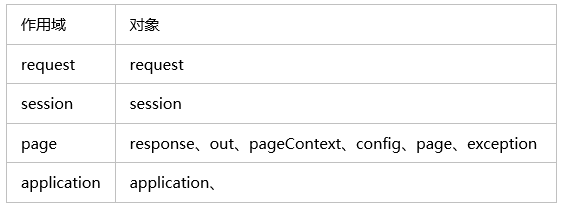 作用域 对象
request request
session session
page response、out、pageContext、config、page、exception
application application、